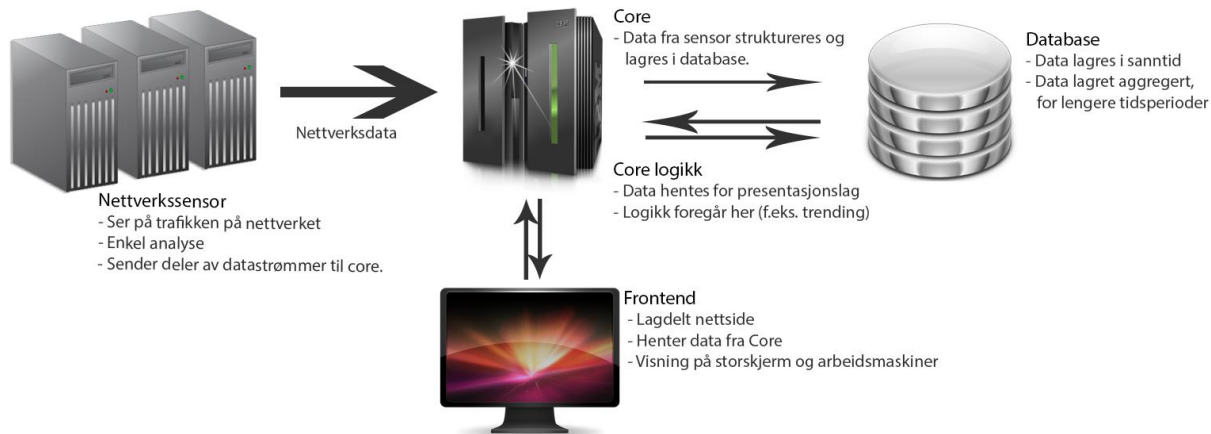 Nettverkssensor
- Ser på trafikken på nettverket
- Enkel analyse
- Sender deler av datastrømmer til core.
Nettverksdata
Core
- Data fra sensor struktureres og
lagres i database.
Core logikk
- Data hentes for presentasjonslag
- Logikk foregår her (f.eks. trending)
Database
- Data lagres i sanntid
- Data lagret aggregert,
for lengere tidsperioder
Frontend
- Lagdelt nettside
- Henter data fra Core
- Visning på storskjerm og arbeidsmaskiner